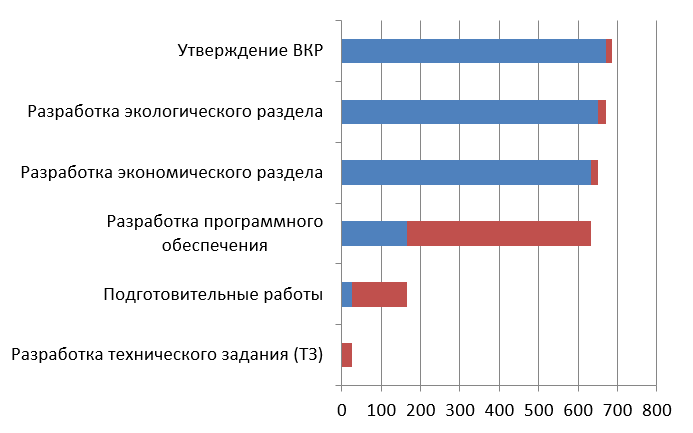 Утверждение ВКР
Разработка экологического раздела
Разработка экономического раздела
Разработка программного
обеспечения
Подготовительные работы
Разработка технического задания (ТЗ)
0 100 200 300 400 500 600 700 800